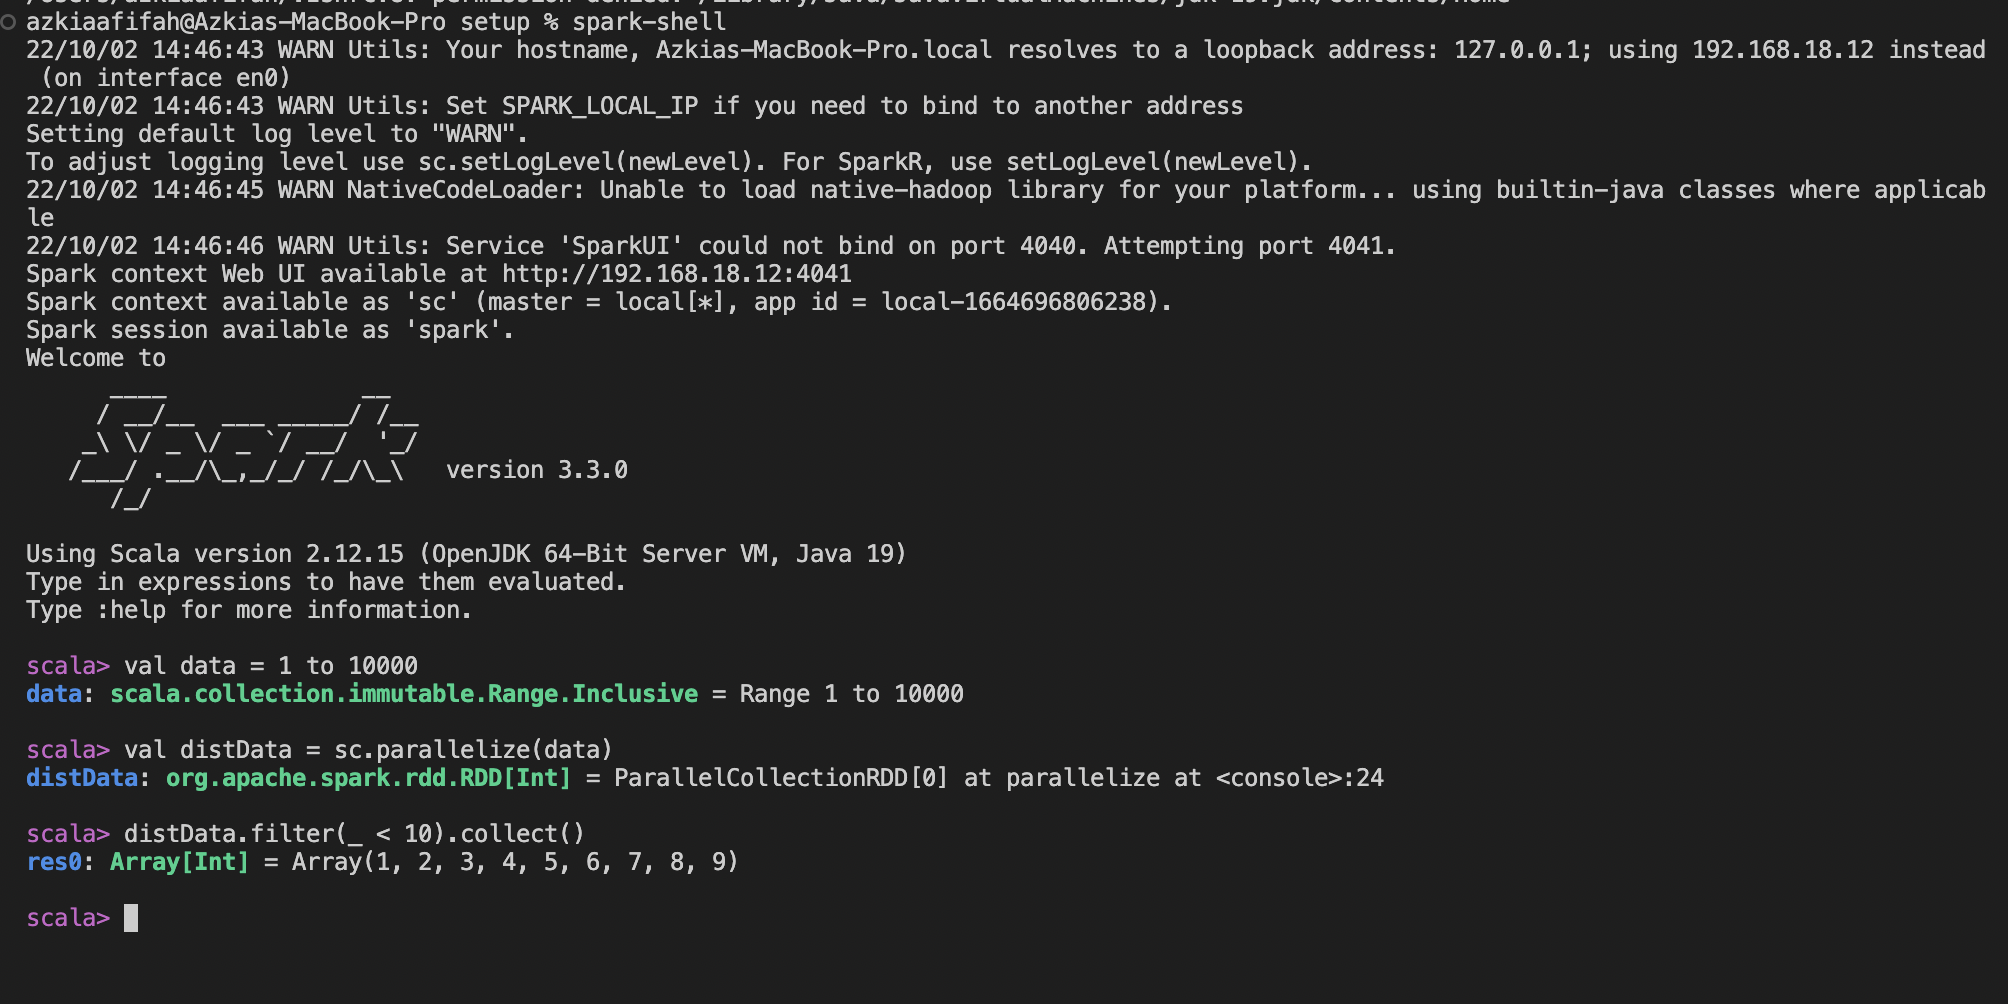 azkiaafifah@Azkias-MacBook-Pro setup % spark-shell
22/10/02 14:46:43 WARN Utils: Your hostname, Azkias-MacBook-Pro.local resolves to a loopback address: 127.0.0.1; using 192.168.18.12 instead
 (on interface en0)
22/10/02 14:46:43 WARN Utils: Set SPARK_LOCAL_IP if you need to bind to another address
Setting default log level to "WARN".
To adjust logging level use sc.setLogLevel(newLevel). For SparkR, use setLogLevel(newLevel).
22/10/02 14:46:45 WARN NativeCodeLoader: Unable to load native-hadoop library for your platform... using builtin-java classes where applicab
le
22/10/02 14:46:46 WARN Utils: Service 'SparkUI' could not bind on port 4040. Attempting port 4041.
Spark context Web UI available at http://192.168.18.12:4041
Spark context available as 'sc' (master = local[*], app id = local-1664696806238).
Spark session available as 'spark'.
Welcome to
      ____              __
     / __/__  ___ _____/ /__
    _\ \/ _ \/ _ `/ __/  '_/
   /___/ .__/\_,_/_/ /_/\_\   version 3.3.0
      /_/
Using Scala version 2.12.15 (OpenJDK 64-Bit Server VM, Java 19)
Type in expressions to have them evaluated.
Type :help for more information.
scala> val data = 1 to 10000
data: scala.collection.immutable.Range.Inclusive = Range 1 to 10000
scala> val distData = sc.parallelize(data)
distData: org.apache.spark.rdd.RDD[Int] = ParallelCollectionRDD[0] at parallelize at <console>:24
scala> distData.filter(_ < 10).collect()
res0: Array[Int] = Array(1, 2, 3, 4, 5, 6, 7, 8, 9)
scala>